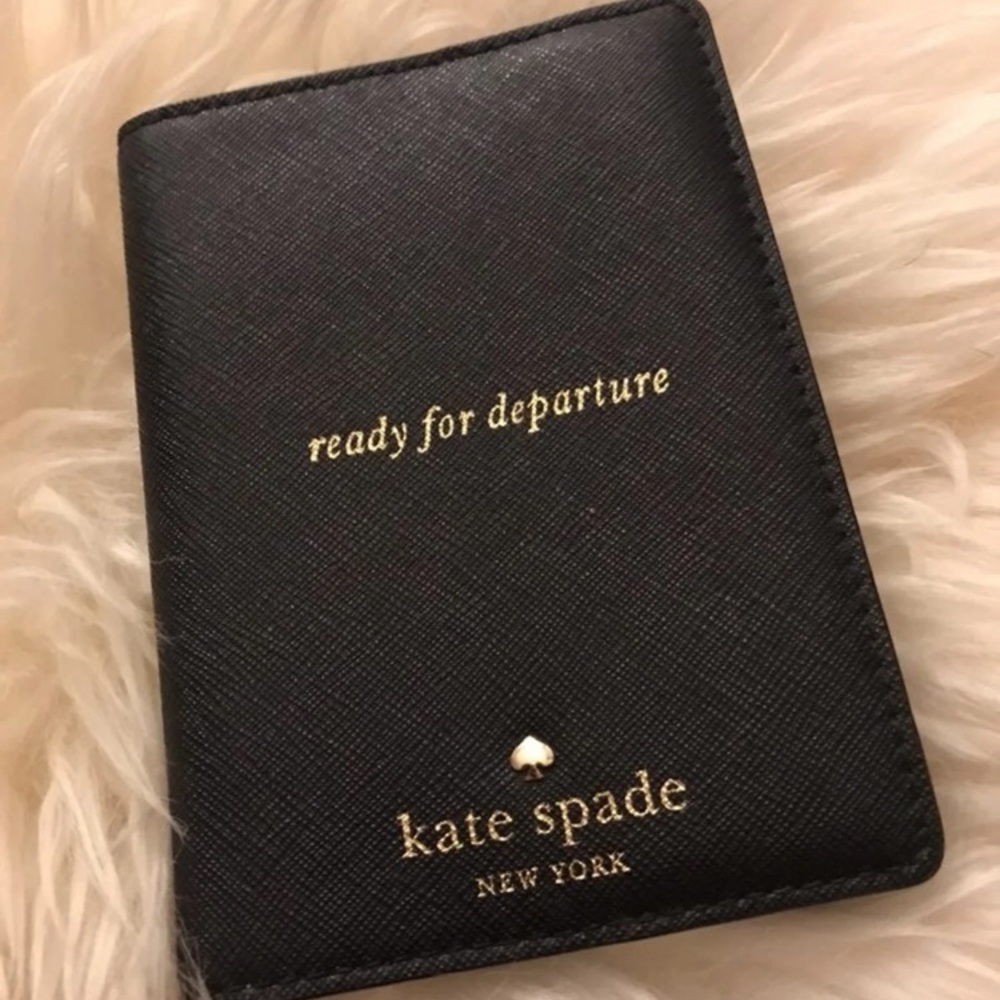 ready for departure
kate spade
NEW YORK